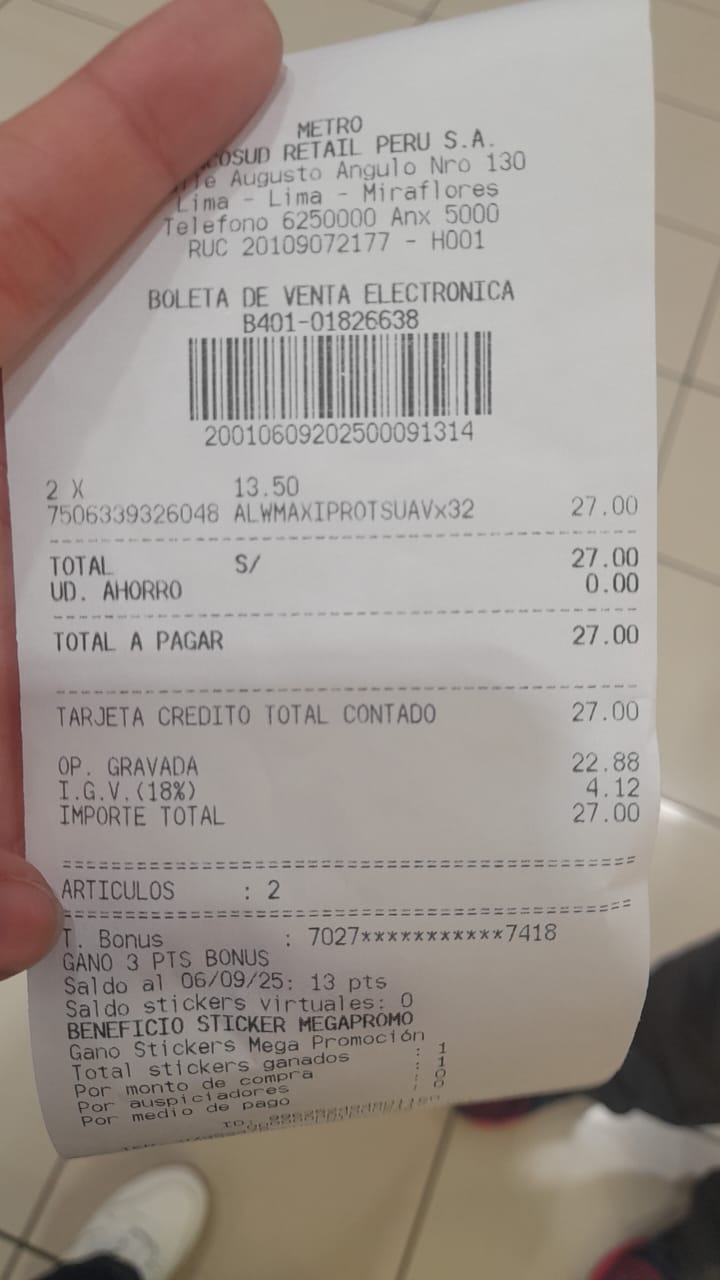 METRO
COSUD RETAIL PERU S.A.
Augusto Angulo Nro 130
Lima - Lima - Miraflores
Telefono 6250000 Anx 5000
RUC 20109072177 - H001
BOLETA DE VENTA ELECTRONICA
B401-01826638
20010609202500091314
2 X 13.50
7506339326048 ALWMAXIPROTSUAVx32 27.00
TOTAL S/ 27.00
UD. AHORRO 0.00
TOTAL A PAGAR 27.00
TARJETA CREDITO TOTAL CONTADO 27.00
OP. GRAVADA 22.88
I.G.V.(18%) 4.12
IMPORTE TOTAL 27.00
ARTICULOS : 2
T. Bonus : 7027***********7418
GANO 3 PTS BONUS
Saldo al 06/09/25: 13 pts
Saldo stickers virtuales: 0
BENEFICIO STICKER MEGAPROMO
Gano Stickers Mega Promoción
Total stickers ganados : 1
Por monto de compra : 1
Por auspiciadores : 0
Por medio de pago : 0